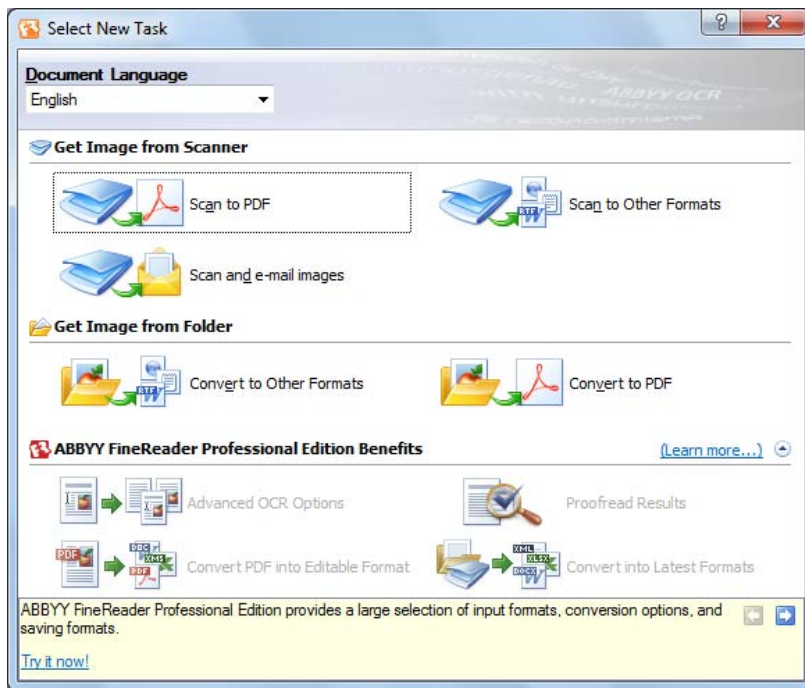 Select New Task
Document Language
English
ABBYY OCR
Get Image from Scanner
Scan to PDF
Scan to Other Formats
Scan and e-mail images
Get Image from Folder
Convert to Other Formats
Convert to PDF
ABBYY FineReader Professional Edition Benefits
(Learn more...)
Advanced OCR Options
Proofread Results
Convert PDF into Editable Format
Convert into Latest Formats
ABBYY FineReader Professional Edition provides a large selection of input formats, conversion options, and
saving formats.
Try it now!